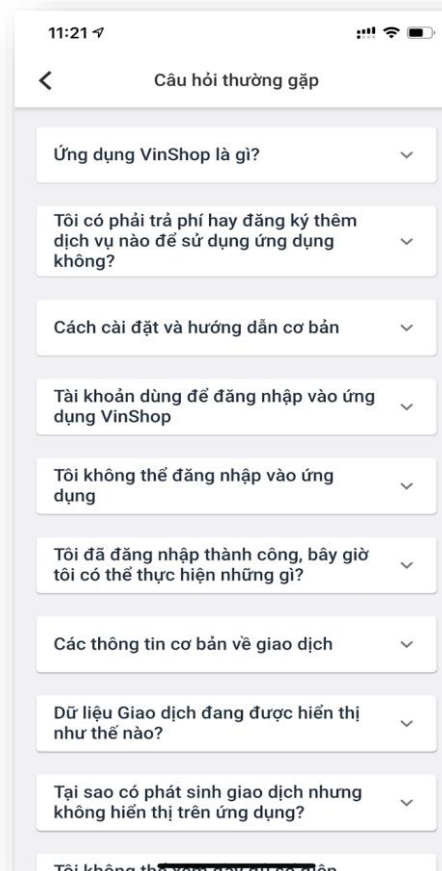 11:21
Câu hỏi thường gặp
Ứng dụng VinShop là gì?
Tôi có phải trả phí hay đăng ký thêm
dịch vụ nào để sử dụng ứng dụng
không?
Cách cài đặt và hướng dẫn cơ bản
Tài khoản dùng để đăng nhập vào ứng
dụng VinShop
Tôi không thể đăng nhập vào ứng
dụng
Tôi đã đăng nhập thành công, bây giờ
tôi có thể thực hiện những gì?
Các thông tin cơ bản về giao dịch
Dữ liệu Giao dịch đang được hiển thị
như thế nào?
Tại sao có phát sinh giao dịch nhưng
không hiển thị trên ứng dụng?
Tôi không thể